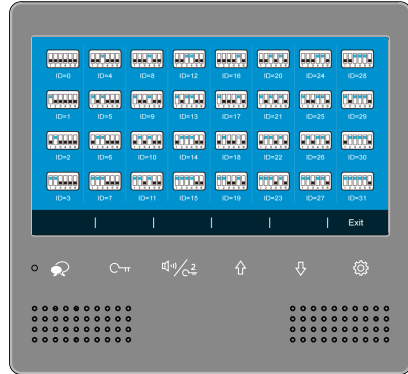 ID=0 ID=4 ID=8 ID=12 ID=16 ID=20 ID=24 ID=28
ID=1 ID=5 ID=9 ID=13 ID=17 ID=21 ID=25 ID=29
ID=2 ID=6 ID=10 ID=14 ID=18 ID=22 ID=26 ID=30
ID=3 ID=7 ID=11 ID=15 ID=19 ID=23 ID=27 ID=31
Exit
2